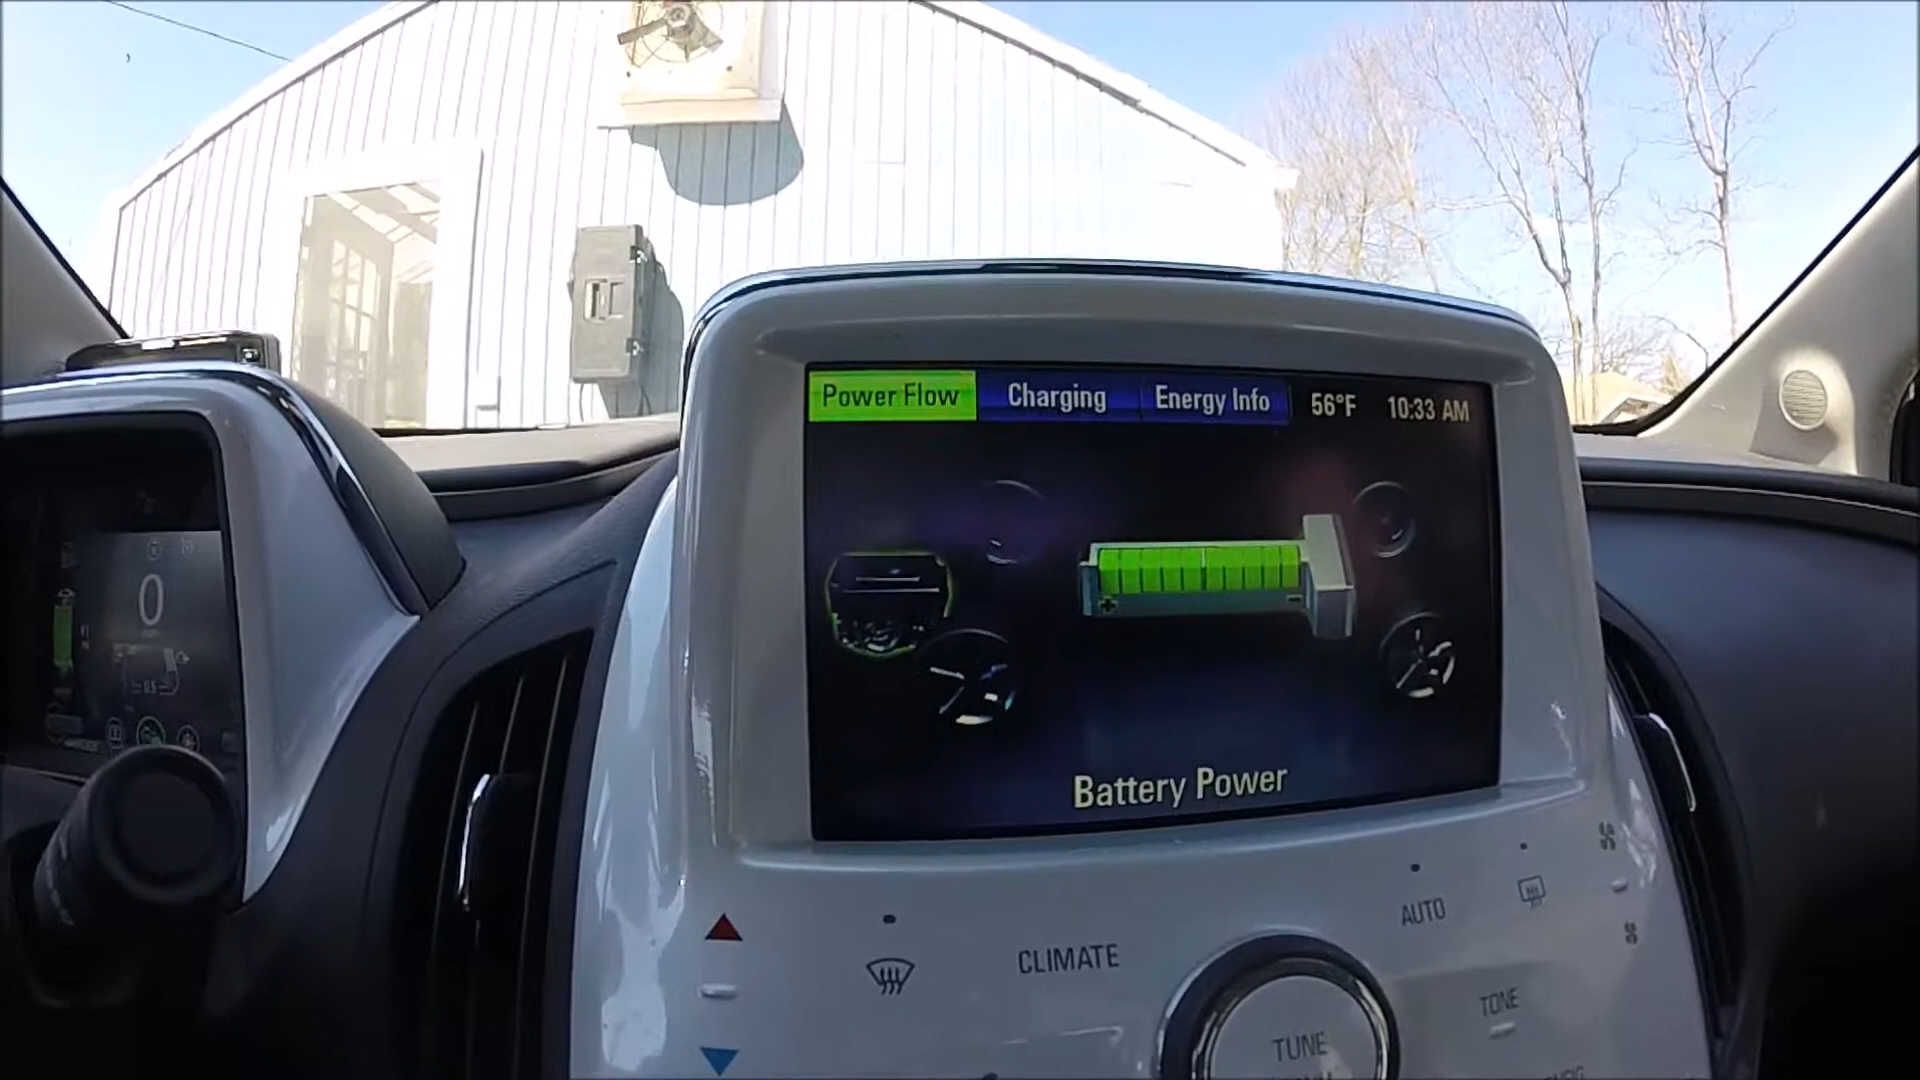 Power Flow Charging Energy Info 56°F 10:33 AM
0
Battery Power
AUTO
CLIMATE
TONE
TUNE